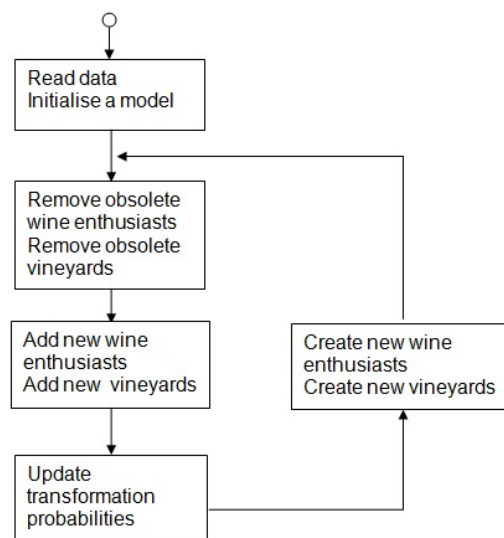 Read data
Initialise a model
Remove obsolete
wine enthusiasts
Remove obsolete
vineyards
Add new wine
enthusiasts
Add new vineyards
Update
transformation
probabilities
Create new wine
enthusiasts
Create new vineyards